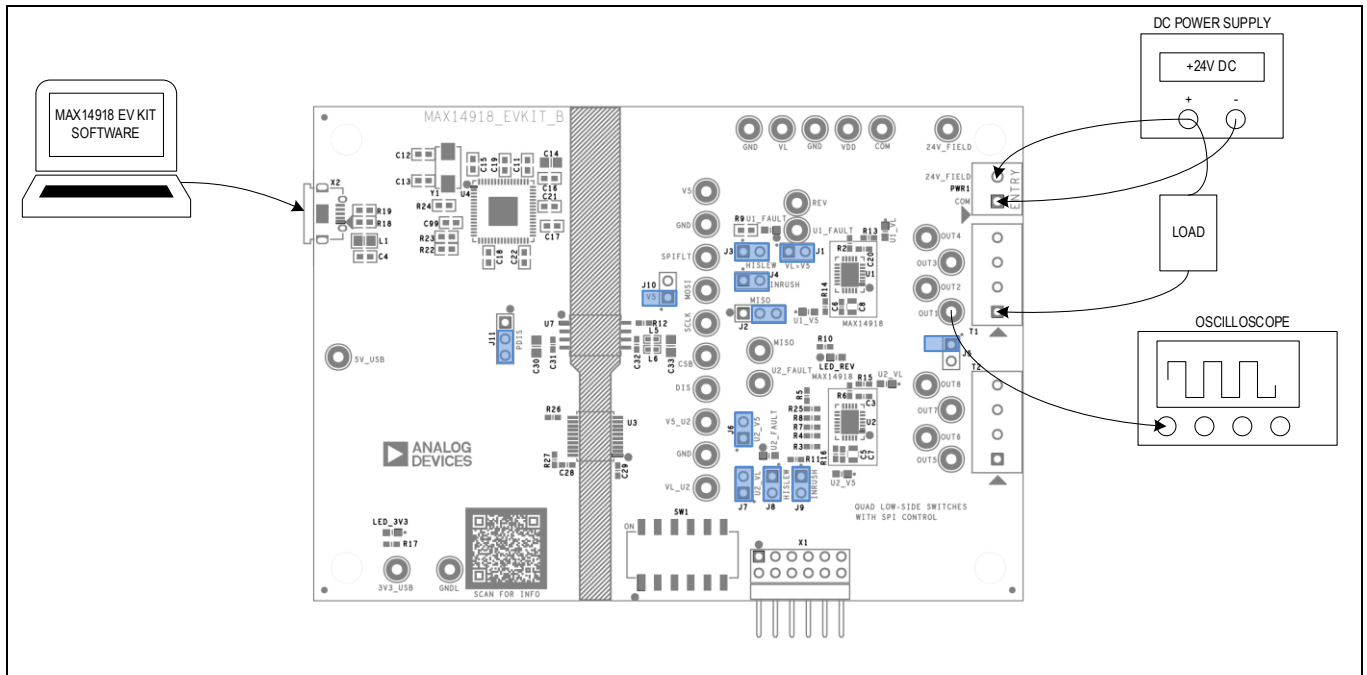 DC POWER SUPPLY
+24V DC
+ -
MAX14918 EV KIT
SOFTWARE
MAX14918_EVKIT_B
GND VL GND VDD COM 24V_FIELD
C12
C15 C19 C11 C14
X2
C13
Y1
U4
C16
C21
R24
C99
C17
R19
R18
L1
C4
R23
R22
C18
C22
V5
GND
SPIFLT
MOSI
SCLK
CSB
DIS
V5_U2
GND
VL_U2
REV
R9
U1_FAULT
U1_FAULT
R13
U1_VL
R2
C20
J3
HISLEW
VL=V5
J1
J4
INRUSH
U1
R14
J10
V5
MISO
J2
C6 C8
U1_V5
MAX14918
24V_FIELD
PWR1
COM
ENTRY
OUT4
OUT3
OUT2
OUT1
T1
J5
LOAD
OSCILLOSCOPE
J11
PDIS
U7
R12
L5
L6
C30
C31
C32
C33
MISO
R10
LED_REV
U2_FAULT
MAX14918
R15
U2_VL
R6
C3
R5
R25
R8
R7
R4
R3
U2
R11
R16
C5
C7
U2_V5
T2
OUT8
OUT7
OUT6
OUT5
5V_USB
R26
U3
R27
C28
C29
ANALOG
DEVICES
J6
U2_V5
U2_FAULT
U2_VL
HISLEW
INRUSH
J7 J8 J9
QUAD LOW-SIDE SWITCHES
WITH SPI CONTROL
LED_3V3
R17
3V3_USB
GNDL
SCAN FOR INFO
SW1
ON
X1